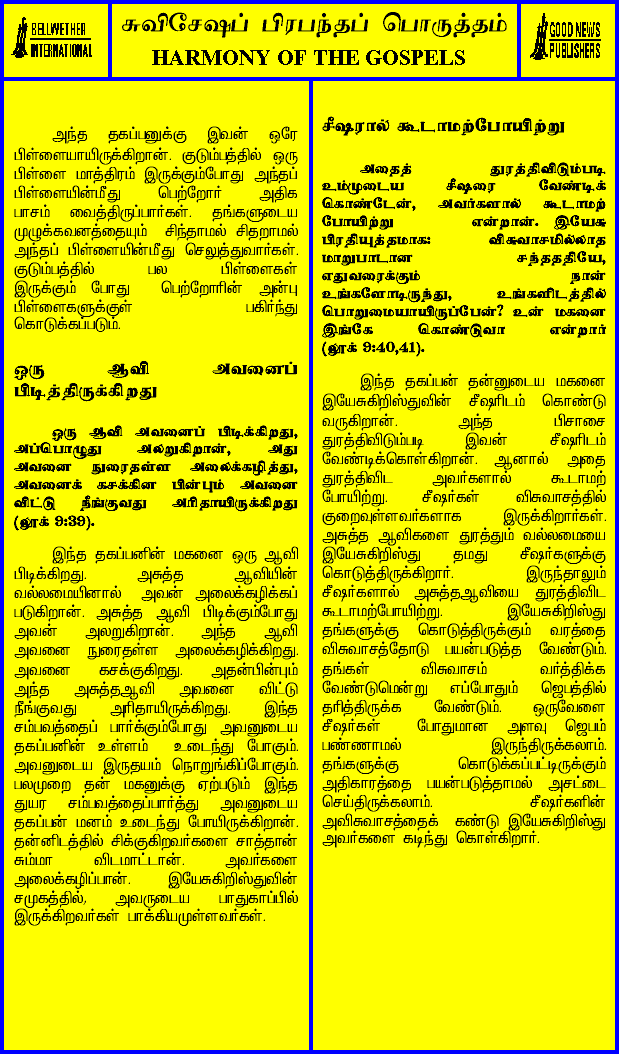 BELLWETHER
INTERNATIONAL
சுவிசேஷப் பிரபந்தப் பொருத்தம்
HARMONY OF THE GOSPELS
GOOD NEWS
PUBLISHERS
அந்த தகப்பனுக்கு இவன் ஒரே
பிள்ளையாயிருக்கிறான். குடும்பத்தில் ஒரு
பிள்ளை மாத்திரம் இருக்கும்போது அந்தப்
பிள்ளையின்மீது பெற்றோர் அதிக
பாசம் வைத்திருப்பார்கள். தங்களுடைய
முழுக்கவனத்தையும் சிந்தாமல் சிதறாமல்
அந்தப் பிள்ளையின்மீது செலுத்துவார்கள்.
குடும்பத்தில் பல பிள்ளைகள்
இருக்கும் போது பெற்றோரின் அன்பு
பிள்ளைகளுக்குள் பகிர்ந்து
கொடுக்கப்படும்.
ஒரு ஆவி அவனைப்
பிடித்திருக்கிறது
ஒரு ஆவி அவனைப் பிடிக்கிறது,
அப்பொழுது அலறுகிறான், அது
அவனை நுரைதள்ள அலைக்கழித்து,
அவனைக் கசக்கின பின்பும் அவனை
விட்டு நீங்குவது அரிதாயிருக்கிறது
(லூக் 9:39).
இந்த தகப்பனின் மகனை ஒரு ஆவி
பிடிக்கிறது. அசுத்த ஆவியின்
வல்லமையினால் அவன் அலைக்கழிக்கப்
படுகிறான். அசுத்த ஆவி பிடிக்கும்போது
அவன் அலறுகிறான். அந்த ஆவி
அவனை நுரைதள்ள அலைக்கழிக்கிறது.
அவனை கசக்குகிறது. அதன்பின்பும்
அந்த அசுத்தஆவி அவனை விட்டு
நீங்குவது அரிதாயிருக்கிறது. இந்த
சம்பவத்தைப் பார்க்கும்போது அவனுடைய
தகப்பனின் உள்ளம் உடைந்து போகும்.
அவனுடைய இருதயம் நொறுங்கிப்போகும்.
பலமுறை தன் மகனுக்கு ஏற்படும் இந்த
துயர சம்பவத்தைப்பார்த்து அவனுடைய
தகப்பன் மனம் உடைந்து போயிருக்கிறான்.
தன்னிடத்தில் சிக்குகிறவர்களை சாத்தான்
சும்மா விடமாட்டான். அவர்களை
அலைக்கழிப்பான். இயேசுகிறிஸ்துவின்
சமுகத்தில், அவருடைய பாதுகாப்பில்
இருக்கிறவர்கள் பாக்கியமுள்ளவர்கள்.
சீஷரால் கூடாமற்போயிற்று
அதைத் துரத்திவிடும்படி
உம்முடைய சீஷரை வேண்டிக்
கொண்டேன், அவர்களால் கூடாமற்
போயிற்று என்றான். இயேசு
பிரதியுத்தமாக: விசுவாசமில்லாத
மாறுபாடான சந்தததியே,
எதுவரைக்கும் நான்
உங்களோடிருந்து, உங்களிடத்தில்
பொறுமையாயிருப்பேன்? உன் மகனை
இங்கே கொண்டுவா என்றார்
(லூக் 9:40,41).
இந்த தகப்பன் தன்னுடைய மகனை
இயேசுகிறிஸ்துவின் சீஷரிடம் கொண்டு
வருகிறான். அந்த பிசாசை
துரத்திவிடும்படி இவன் சீஷரிடம்
வேண்டிக்கொள்கிறான். ஆனால் அதை
துரத்திவிட அவர்களால் கூடாமற்
போயிற்று. சீஷர்கள் விசுவாசத்தில்
குறைவுள்ளவர்களாக இருக்கிறார்கள்.
அசுத்த ஆவிகளை துரத்தும் வல்லமையை
இயேசுகிறிஸ்து தமது சீஷர்களுக்கு
கொடுத்திருக்கிறார். இருந்தாலும்
சீஷர்களால் அசுத்தஆவியை துரத்திவிட
கூடாமற்போயிற்று. இயேசுகிறிஸ்து
தங்களுக்கு கொடுத்திருக்கும் வரத்தை
விசுவாசத்தோடு பயன்படுத்த வேண்டும்.
தங்கள் விசுவாசம் வர்த்திக்க
வேண்டுமென்று எப்போதும் ஜெபத்தில்
தரித்திருக்க வேண்டும். ஒருவேளை
சீஷர்கள் போதுமான அளவு ஜெபம்
பண்ணாமல் இருந்திருக்கலாம்.
தங்களுக்கு கொடுக்கப்பட்டிருக்கும்
அதிகாரத்தை பயன்படுத்தாமல் அசட்டை
செய்திருக்கலாம். சீஷர்களின்
அவிசுவாசத்தைக் கண்டு இயேசுகிறிஸ்து
அவர்களை கடிந்து கொள்கிறார்.